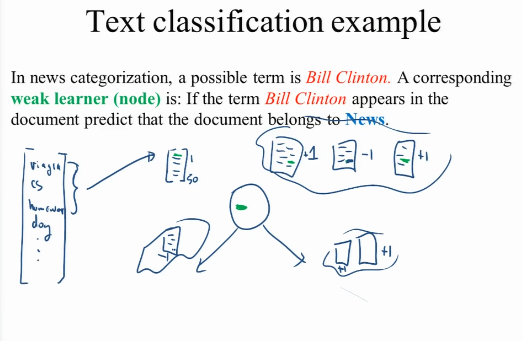 Text classification example
In news categorization, a possible term is Bill Clinton. A corresponding
weak learner (node) is: If the term Bill Clinton appears in the
document predict that the document belongs to News.
viagra
cs
homework
dog
1
50
+1
-1
+1
+1
+1